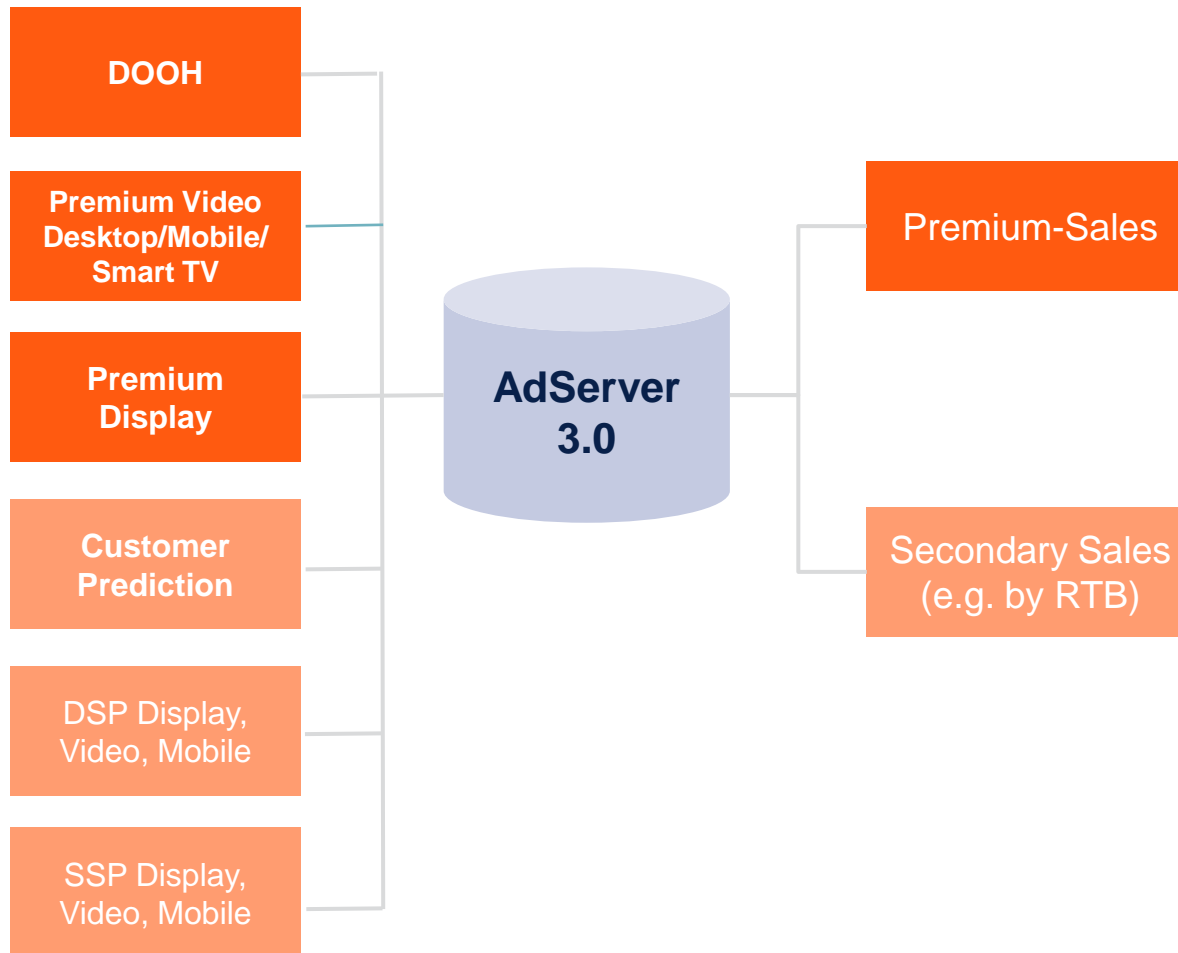 DOOH
Premium Video
Desktop/Mobile/
Smart TV
Premium
Display
Customer
Prediction
DSP Display,
Video, Mobile
SSP Display,
Video, Mobile
AdServer
3.0
Premium-Sales
Secondary Sales
(e.g. by RTB)